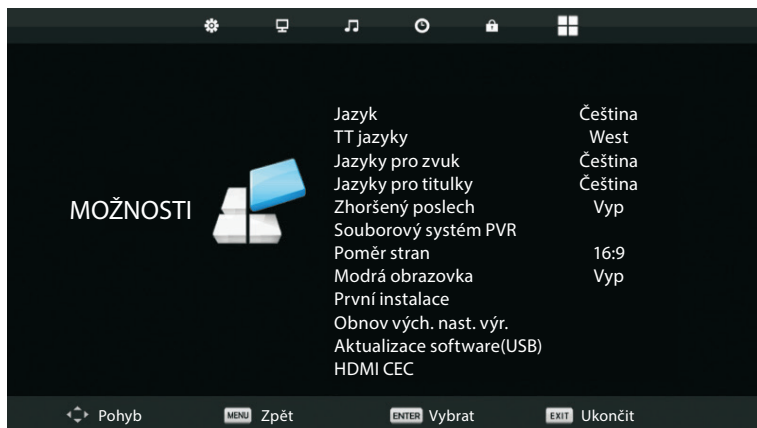 MOŽNOSTI
Jazyk Čeština
TT jazyky West
Jazyky pro zvuk Čeština
Jazyky pro titulky Čeština
Zhoršený poslech Vyp
Souborový systém PVR
Poměr stran 16:9
Modrá obrazovka Vyp
První instalace
Obnov vých. nast. výr.
Aktualizace software(USB)
HDMI CEC
Pohyb MENU Zpět ENTER Vybrat EXIT Ukončit